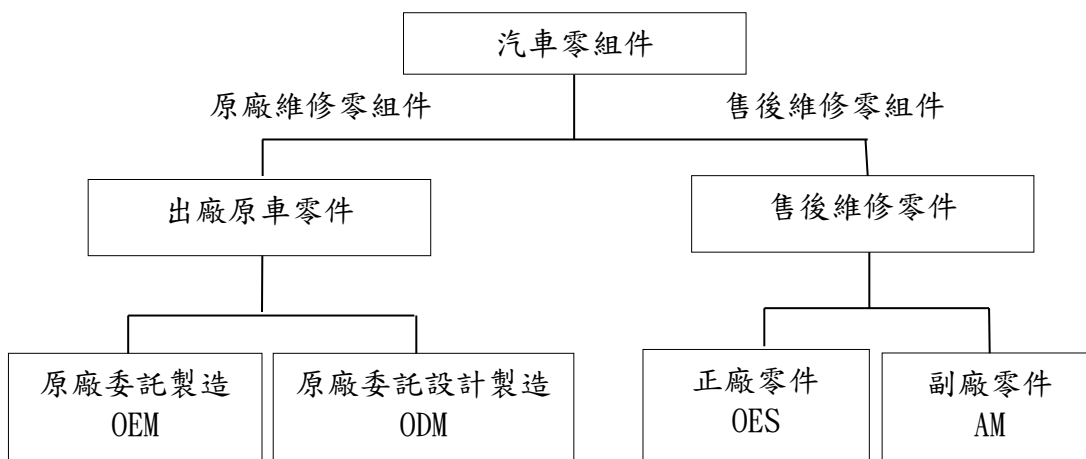 汽車零組件
原廠維修零組件
售後維修零組件
出廠原車零件
售後維修零件
原廠委託製造
OEM
原廠委託設計製造
ODM
正廠零件
OES
副廠零件
AM